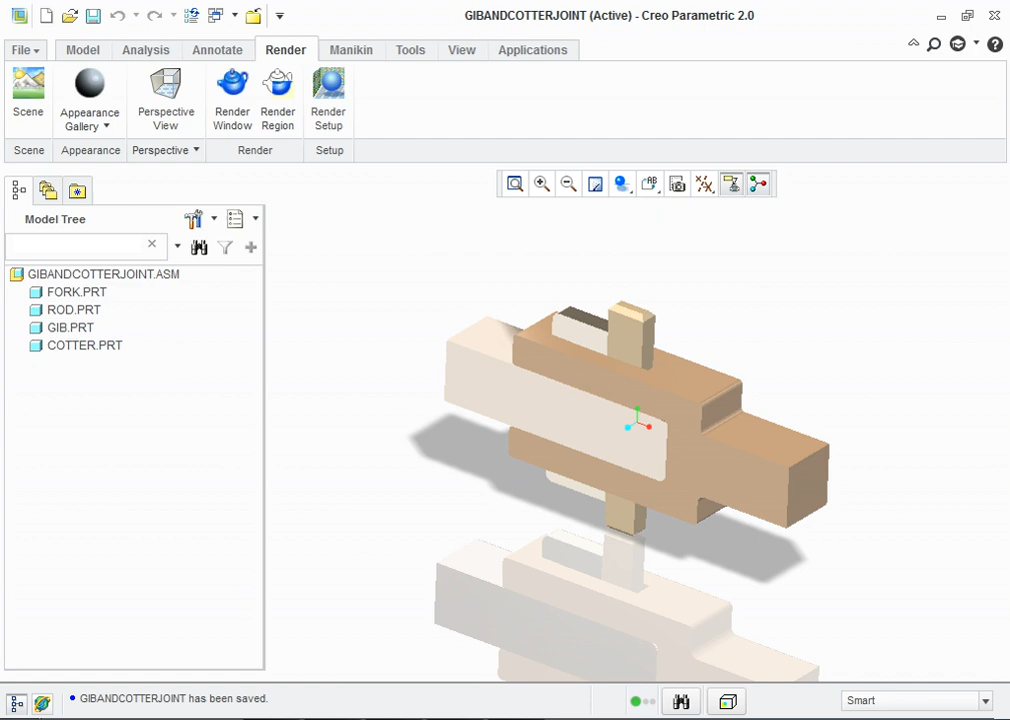 GIBANDCOTTERJOINT (Active) - Creo Parametric 2.0
File Model Analysis Annotate Render Manikin Tools View Applications
Scene Appearance Gallery Perspective View Render Window Render Region Render Setup
Scene Appearance Perspective Render Setup
Model Tree
GIBANDCOTTERJOINT.ASM
FORK.PRT
ROD.PRT
GIB.PRT
COTTER.PRT
GIBANDCOTTERJOINT has been saved.
Smart